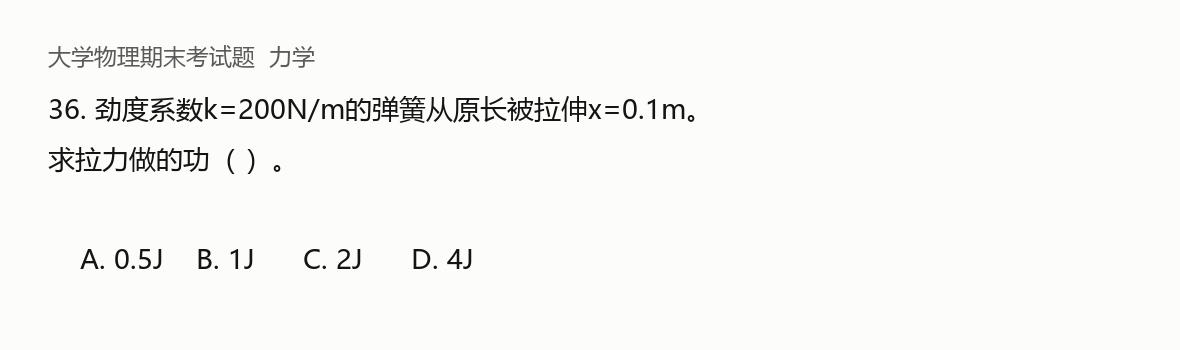 大学物理期末考试题 力学
36. 劲度系数k=200N/m的弹簧从原长被拉伸x=0.1m。
求拉力做的功（ ）。
A. 0.5J B. 1J C. 2J D. 4J